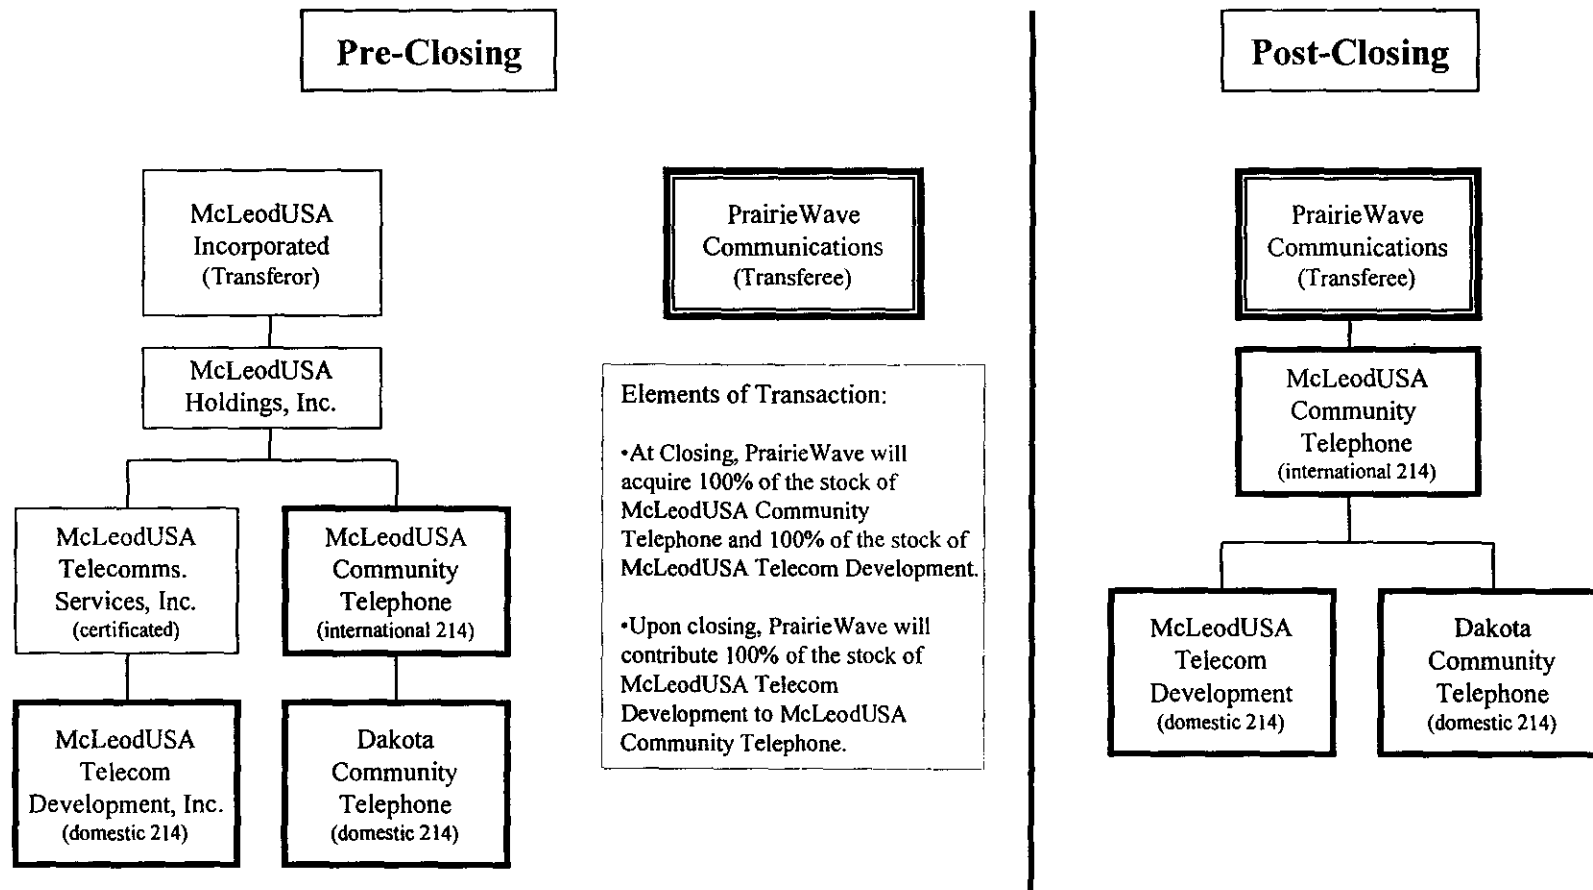 Pre-Closing
McLeodUSA
Incorporated
(Transferor)
McLeodUSA
Holdings, Inc.
McLeodUSA
Telecomms.
Services, Inc.
(certificated)
McLeodUSA
Community
Telephone
(international 214)
McLeodUSA
Telecom
Development, Inc.
(domestic 214)
Dakota
Community
Telephone
(domestic 214)
PrairieWave
Communications
(Transferee)
Elements of Transaction:
•At Closing, PrairieWave will
acquire 100% of the stock of
McLeodUSA Community
Telephone and 100% of the stock of
McLeodUSA Telecom Development.
•Upon closing, PrairieWave will
contribute 100% of the stock of
McLeodUSA Telecom
Development to McLeodUSA
Community Telephone.
Post-Closing
PrairieWave
Communications
(Transferee)
McLeodUSA
Community
Telephone
(international 214)
McLeodUSA
Telecom
Development
(domestic 214)
Dakota
Community
Telephone
(domestic 214)